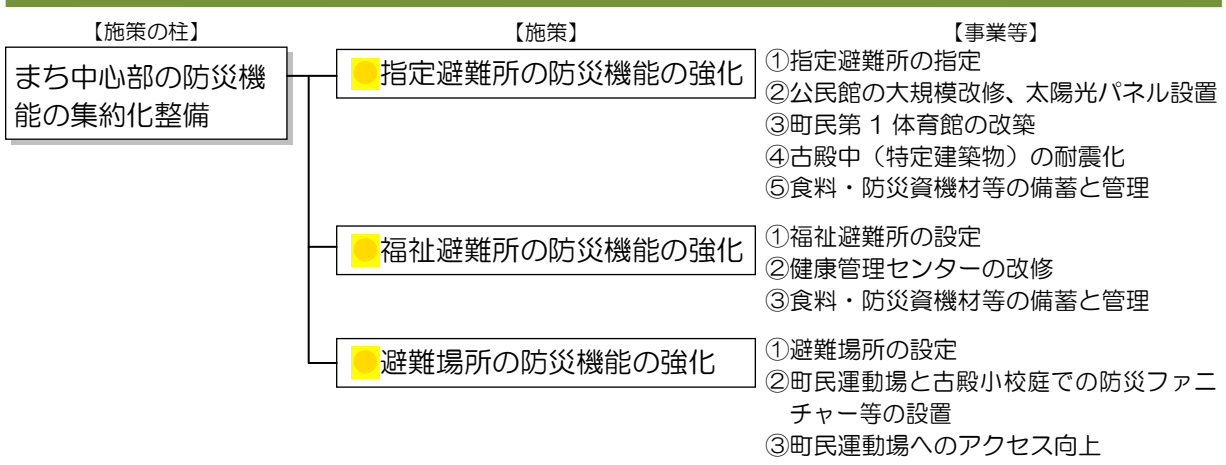 【施策の柱】
【施策】
【事業等】
まち中心部の防災機
能の集約化整備
指定避難所の防災機能の強化
①指定避難所の指定
②公民館の大規模改修、太陽光パネル設置
③町民第１体育館の改築
④古殿中（特定建築物）の耐震化
⑤食料・防災資機材等の備蓄と管理
福祉避難所の防災機能の強化
①福祉避難所の設定
②健康管理センターの改修
③食料・防災資機材等の備蓄と管理
避難場所の防災機能の強化
①避難場所の設定
②町民運動場と古殿小校庭での防災ファニ
チャー等の設置
③町民運動場へのアクセス向上